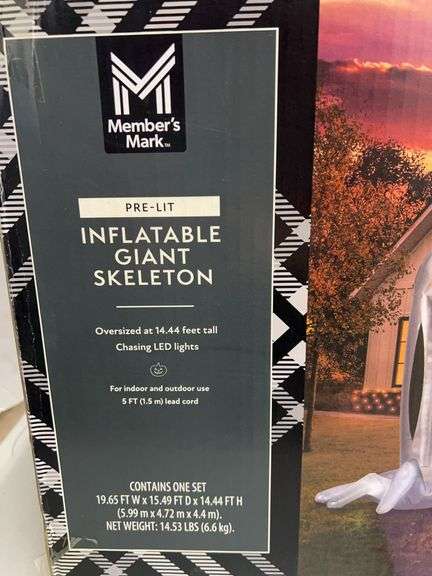 Member's
Mark™
PRE-LIT
INFLATABLE
GIANT
SKELETON
Oversized at 14.44 feet tall
Chasing LED lights
For indoor and outdoor use
5 FT (1.5 m) lead cord
CONTAINS ONE SET
19.65 FT W x 15.49 FT D x 14.44 FT H
(5.99 m x 4.72 m x 4.4 m).
NET WEIGHT: 14.53 LBS (6.6 kg).